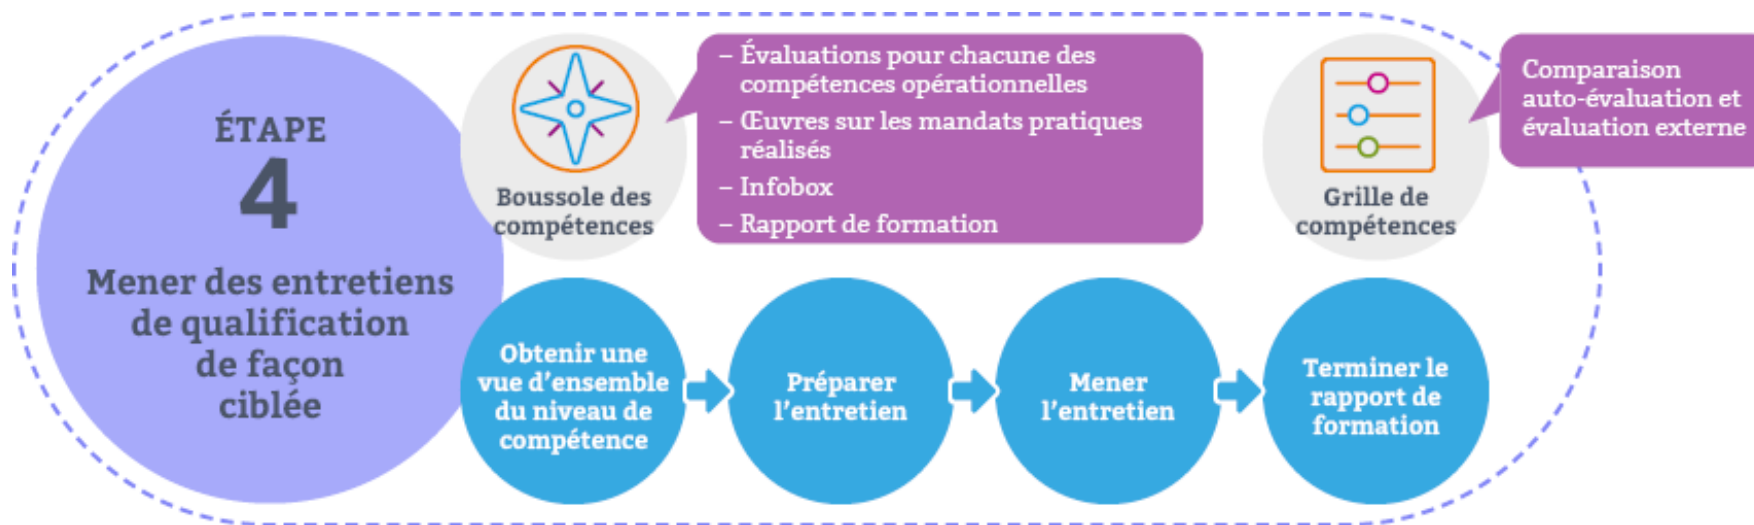 ÉTAPE
4
Mener des entretiens
de qualification
de façon
ciblée
Boussole des
compétences
– Évaluations pour chacune des
compétences opérationnelles
– Œuvres sur les mandats pratiques
réalisés
– Infobox
– Rapport de formation
Grille de
compétences
Comparaison
auto-évaluation et
évaluation externe
Obtenir une
vue d’ensemble
du niveau de
compétence
Préparer
l’entretien
Mener
l’entretien
Terminer le
rapport de
formation